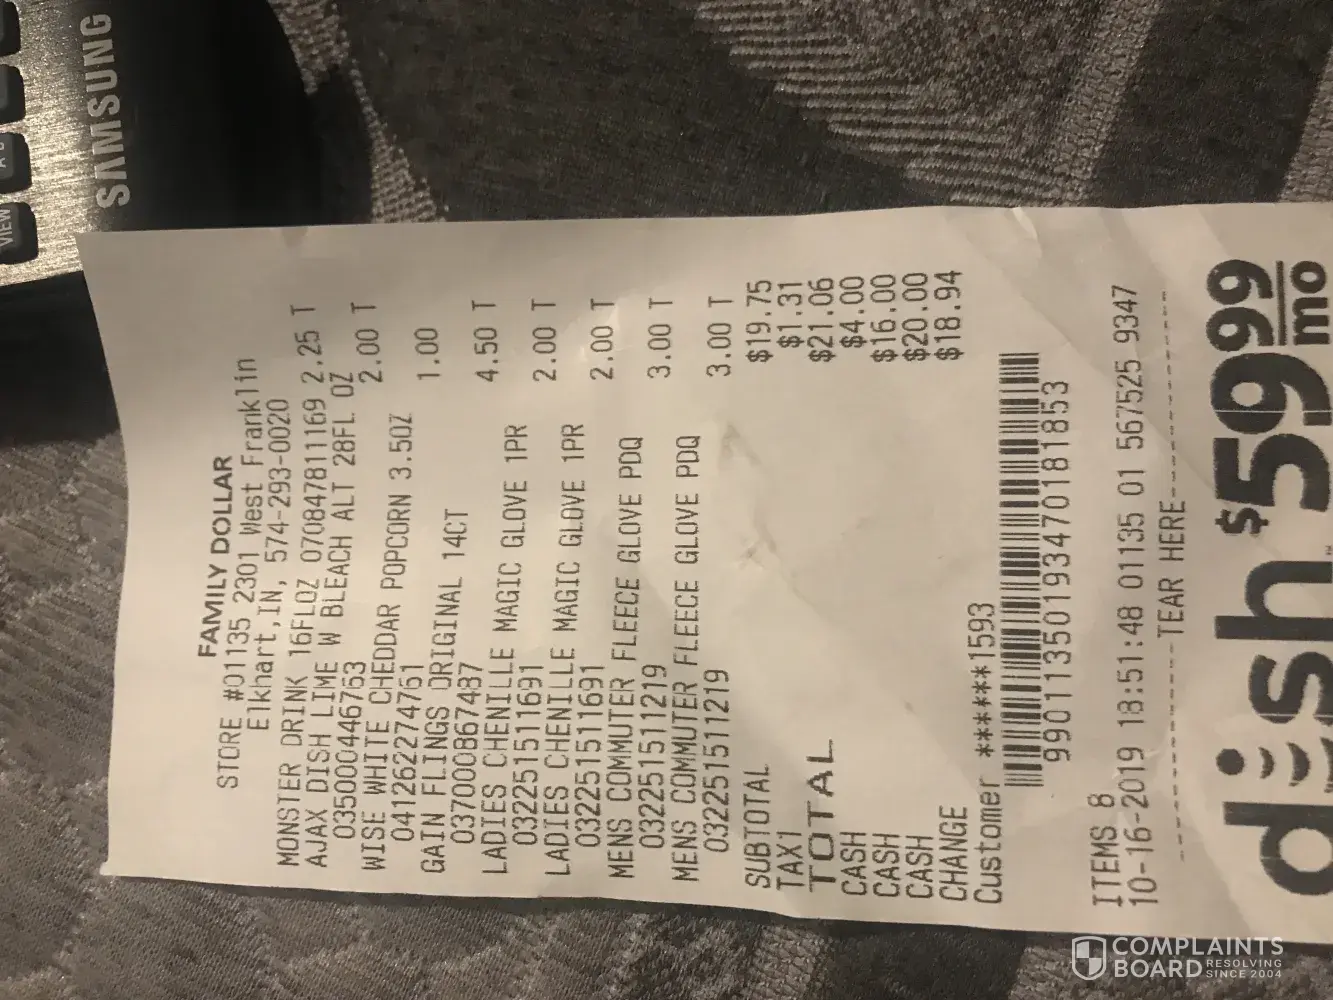 SAMSUNG
VIEW
FAMILY DOLLAR
STORE #01135 2301 West Franklin
Elkhart,IN, 574-293-0020
MONSTER DRINK 16FLOZ 070847811169 2.25 T
AJAX DISH LIME W BLEACH ALT 28FL OZ
035000446763 2.00 T
WISE WHITE CHEDDAR POPCORN 3.5OZ
041262274761 1.00
GAIN FLINGS ORIGINAL 14CT
037000867487 4.50 T
LADIES CHENILLE MAGIC GLOVE 1PR
032251511691 2.00 T
LADIES CHENILLE MAGIC GLOVE 1PR
032251511691 2.00 T
MENS COMMUTER FLEECE GLOVE PDQ
032251511219 3.00 T
MENS COMMUTER FLEECE GLOVE PDQ
032251511219 3.00 T
SUBTOTAL $19.75
TAX1 $1.31
TOTAL $21.06
CASH $4.00
CASH $16.00
CASH $20.00
CHANGE $18.94
Customer ******1593
99011350193470181853
ITEMS 8
10-16-2019 18:51:48 01135 01 567525 9347
TEAR HERE
dish $59.99 mo
COMPLAINTS
BOARD RESOLVING SINCE 2004